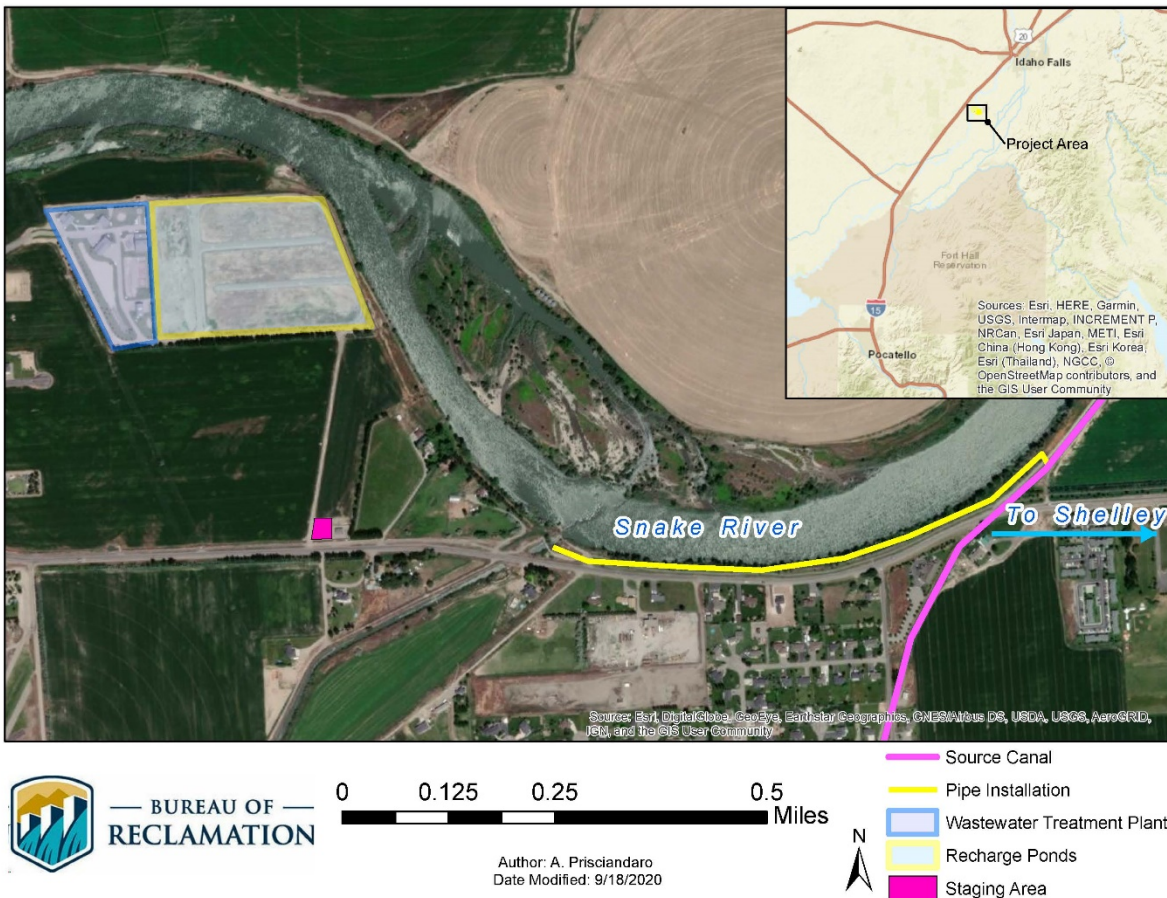 20
Idaho Falls
Project Area
Fort Hall
Reservation
15
Pocatello
Sources: Esri, HERE, Garmin,
USGS, Intermap, INCREMENT P,
NRCan, Esri Japan, METI, Esri
China (Hong Kong), Esri Korea,
Esri (Thailand), NGCC, ©
OpenStreetMap contributors, and
the GIS User Community
Snake River
To Shelley
Source: Esri, DigitalGlobe, GeoEye, Earthstar Geographics, CNES/Airbus DS, USDA, USGS, AeroGRID,
IGN, and the GIS User Community
BUREAU OF
RECLAMATION
0 0.125 0.25 0.5
Miles
Author: A. Prisciandaro
Date Modified: 9/18/2020
N
Source Canal
Pipe Installation
Wastewater Treatment Plant
Recharge Ponds
Staging Area